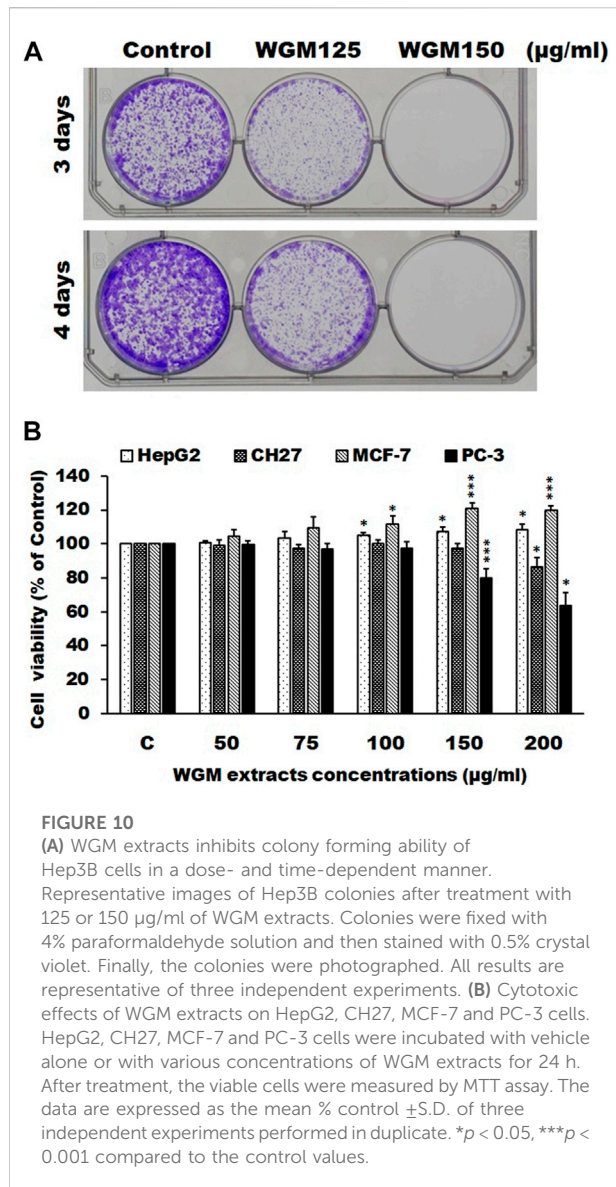 A
Control WGM125 WGM150 (µg/ml)
3 days
4 days
B
HepG2 CH27 MCF-7 PC-3
Cell viability (% of Control)
140
120
100
80
60
40
20
0
* * * *** *** * * *** *
C 50 75 100 150 200
WGM extracts concentrations (µg/ml)
FIGURE 10
(A) WGM extracts inhibits colony forming ability of
Hep3B cells in a dose- and time-dependent manner.
Representative images of Hep3B colonies after treatment with
125 or 150 µg/ml of WGM extracts. Colonies were fixed with
4% paraformaldehyde solution and then stained with 0.5% crystal
violet. Finally, the colonies were photographed. All results are
representative of three independent experiments. (B) Cytotoxic
effects of WGM extracts on HepG2, CH27, MCF-7 and PC-3 cells.
HepG2, CH27, MCF-7 and PC-3 cells were incubated with vehicle
alone or with various concentrations of WGM extracts for 24 h.
After treatment, the viable cells were measured by MTT assay. The
data are expressed as the mean % control ±S.D. of three
independent experiments performed in duplicate. *p < 0.05, ***p <
0.001 compared to the control values.